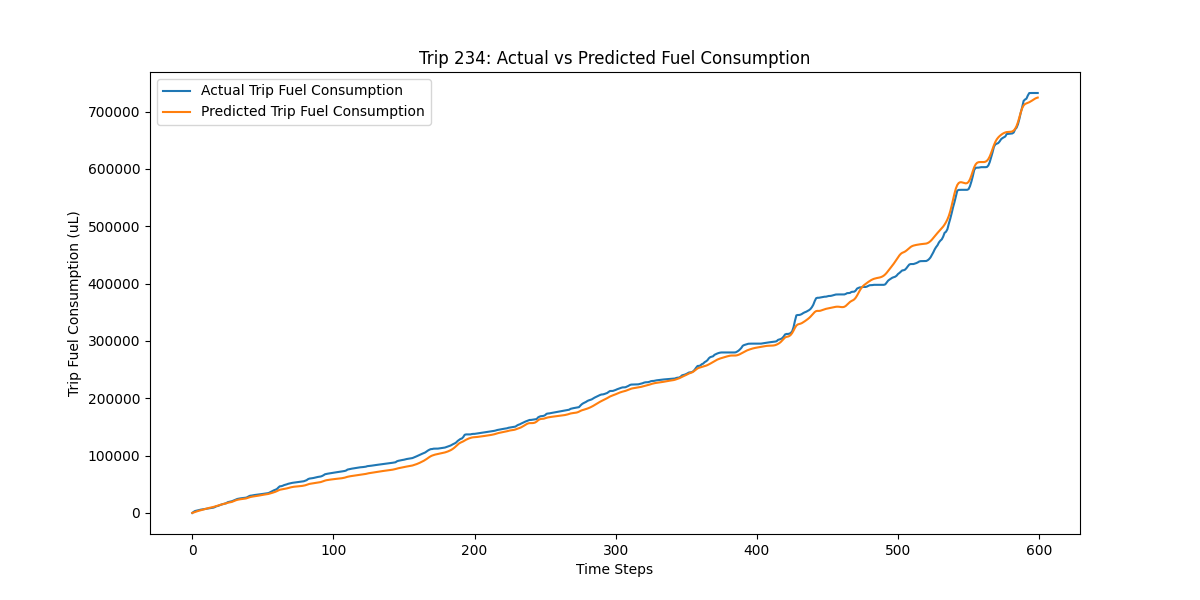 Trip 234: Actual vs Predicted Fuel Consumption
Actual Trip Fuel Consumption
Predicted Trip Fuel Consumption
Trip Fuel Consumption (uL)
700000
600000
500000
400000
300000
200000
100000
0
0 100 200 300 400 500 600
Time Steps